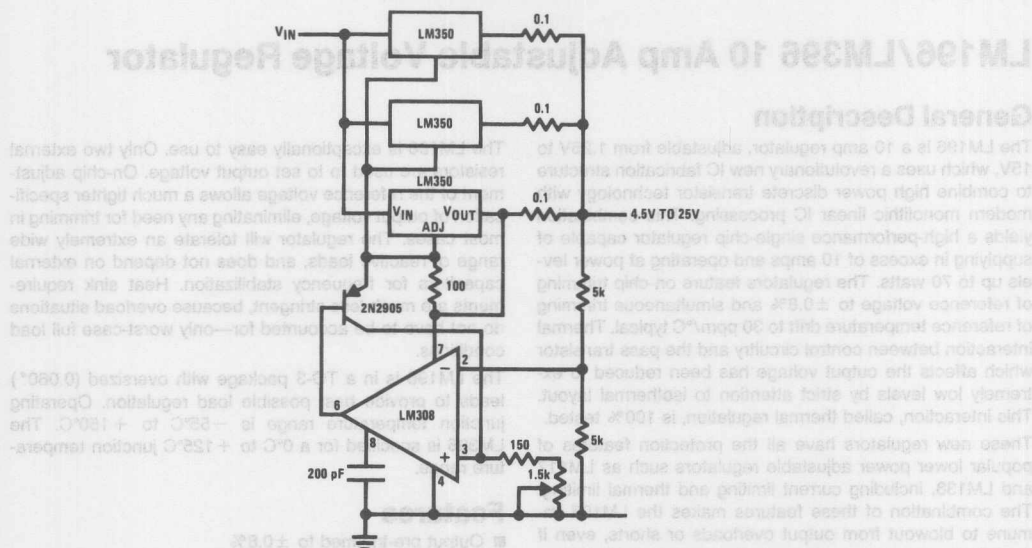 LM196/LM396 10 Amp Adjustable Voltage Regulator
General Description
The LM196 is a 10 amp regulator, adjustable from 1.25V to
15V, which uses a revolutionary new IC fabrication structure
to combine high power discrete transistor technology with
modern monolithic linear IC processing.
yields a high-performance single-chip regulator capable of
supplying in excess of 10 amps and operating at power lev-
els up to 70 watts. The regulators feature on-chip trimming
of reference voltage to ±0.8% and simultaneous trimming
of reference temperature drift to 30 ppm/°C typical. Thermal
interaction between control circuitry and the pass transistor
which affects the output voltage has been reduced to ex-
tremely low levels by strict attention to isothermal layout.
This interaction, called thermal regulation, is 100% tested.
These new regulators have all the protection features of
popular lower power adjustable regulators such as
and LM138, including current limiting and thermal limiting.
The combination of these features makes the
mune to blowout from output overloads or shorts, even if
The LM196 is exceptionally easy to use. Only two external
resistors are used to set output voltage. On-chip adjust-
ment of the reference voltage allows a much tighter specifi-
output voltage, eliminating any need for trimming in
most cases. The regulator will tolerate an extremely wide
range of reactive loads, and does not depend on external
capacitors for frequency stabilization. Heat sink require-
ments are stringent, because overload situations
do not have to be accounted for—only worst-case full load
conditions.
The LM196 is in a TO-3 package with oversized (0.060")
leads to provide best possible load regulation. Operating
junction temperature range is −55°C to +150°C. The
is specified for a 0°C to +125°C junction tempera-
ture range.
Features
Output pre-trimmed to ±0.8%
VIN
LM350
0.1
LM350
0.1
LM350
VIN VOUT
ADJ
0.1
4.5V TO 25V
100
2N2905
5k
7
2
−
6
LM308
5k
8
+
3
150
4
1.5k
200 pF